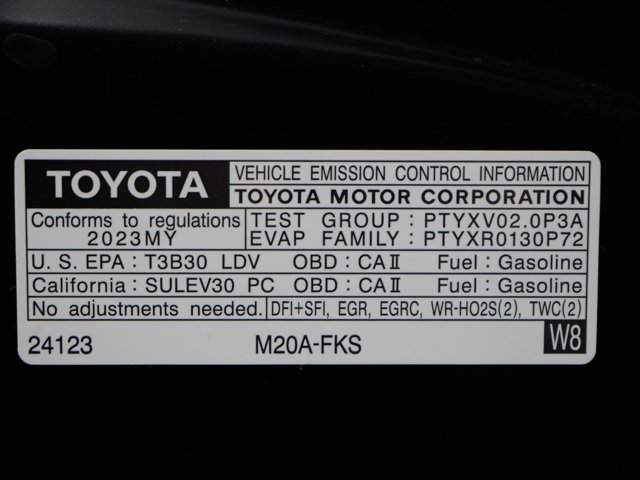 TOYOTA
VEHICLE EMISSION CONTROL INFORMATION
TOYOTA MOTOR CORPORATION
Conforms to regulations
2023MY
TEST GROUP : PTYXV02.0P3A
EVAP FAMILY : PTYXR0130P72
U. S. EPA : T3B30 LDV OBD : CAⅡ Fuel : Gasoline
California : SULEV30 PC OBD : CAⅡ Fuel : Gasoline
No adjustments needed. DFI+SFI, EGR, EGRC, WR-HO2S(2), TWC(2)
24123 M20A-FKS W8